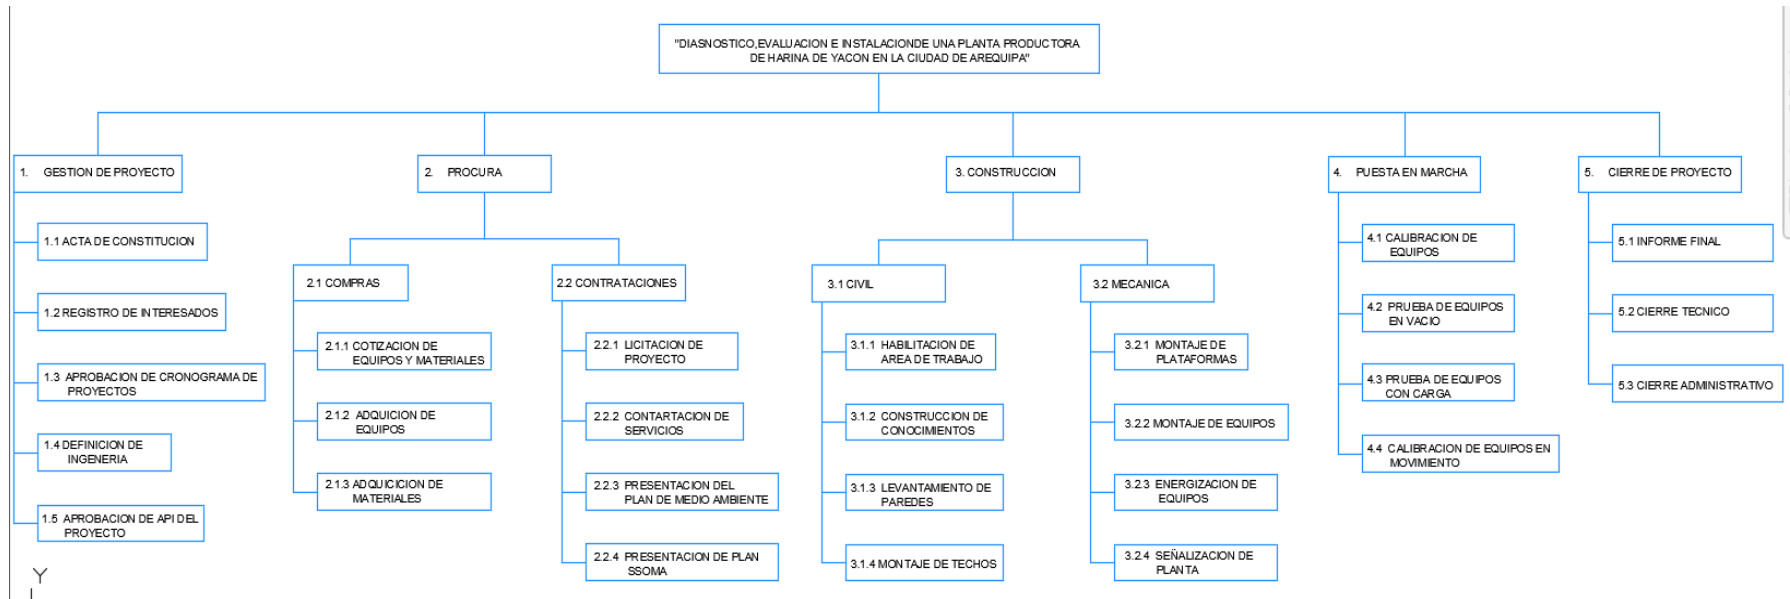 "DIASNOSTICO,EVALUACION E INSTALACIONDE UNA PLANTA PRODUCTORA
DE HARINA DE YACON EN LA CIUDAD DE AREQUIPA"
1. GESTION DE PROYECTO
2. PROCURA
3. CONSTRUCCION
4. PUESTA EN MARCHA
5. CIERRE DE PROYECTO
1.1 ACTA DE CONSTITUCION
1.2 REGISTRO DE INTERESADOS
1.3 APROBACION DE CRONOGRAMA DE
PROYECTOS
1.4 DEFINICION DE
INGENERIA
1.5 APROBACION DE API DEL
PROYECTO
2.1 COMPRAS
2.1.1 COTIZACION DE
EQUIPOS Y MATERIALES
2.1.2 ADQUICION DE
EQUIPOS
2.1.3 ADQUICICION DE
MATERIALES
2.2 CONTRATACIONES
2.2.1 LICITACION DE
PROYECTO
2.2.2 CONTARTACION DE
SERVICIOS
2.2.3 PRESENTACION DEL
PLAN DE MEDIO AMBIENTE
2.2.4 PRESENTACION DE PLAN
SSOMA
3.1 CIVIL
3.1.1 HABILITACION DE
AREA DE TRABAJO
3.1.2 CONSTRUCCION DE
CONOCIMIENTOS
3.1.3 LEVANTAMIENTO DE
PAREDES
3.1.4 MONTAJE DE TECHOS
3.2 MECANICA
3.2.1 MONTAJE DE
PLATAFORMAS
3.2.2 MONTAJE DE EQUIPOS
3.2.3 ENERGIZACION DE
EQUIPOS
3.2.4 SEÑALIZACION DE
PLANTA
4.1 CALIBRACION DE
EQUIPOS
4.2 PRUEBA DE EQUIPOS
EN VACIO
4.3 PRUEBA DE EQUIPOS
CON CARGA
4.4 CALIBRACION DE EQUIPOS EN
MOVIMIENTO
5.1 INFORME FINAL
5.2 CIERRE TECNICO
5.3 CIERRE ADMINISTRATIVO
Y